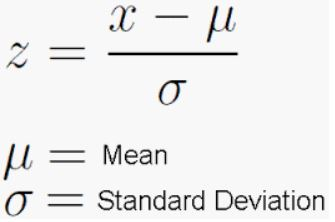 z = (x − μ) / σ
μ = Mean
σ = Standard Deviation